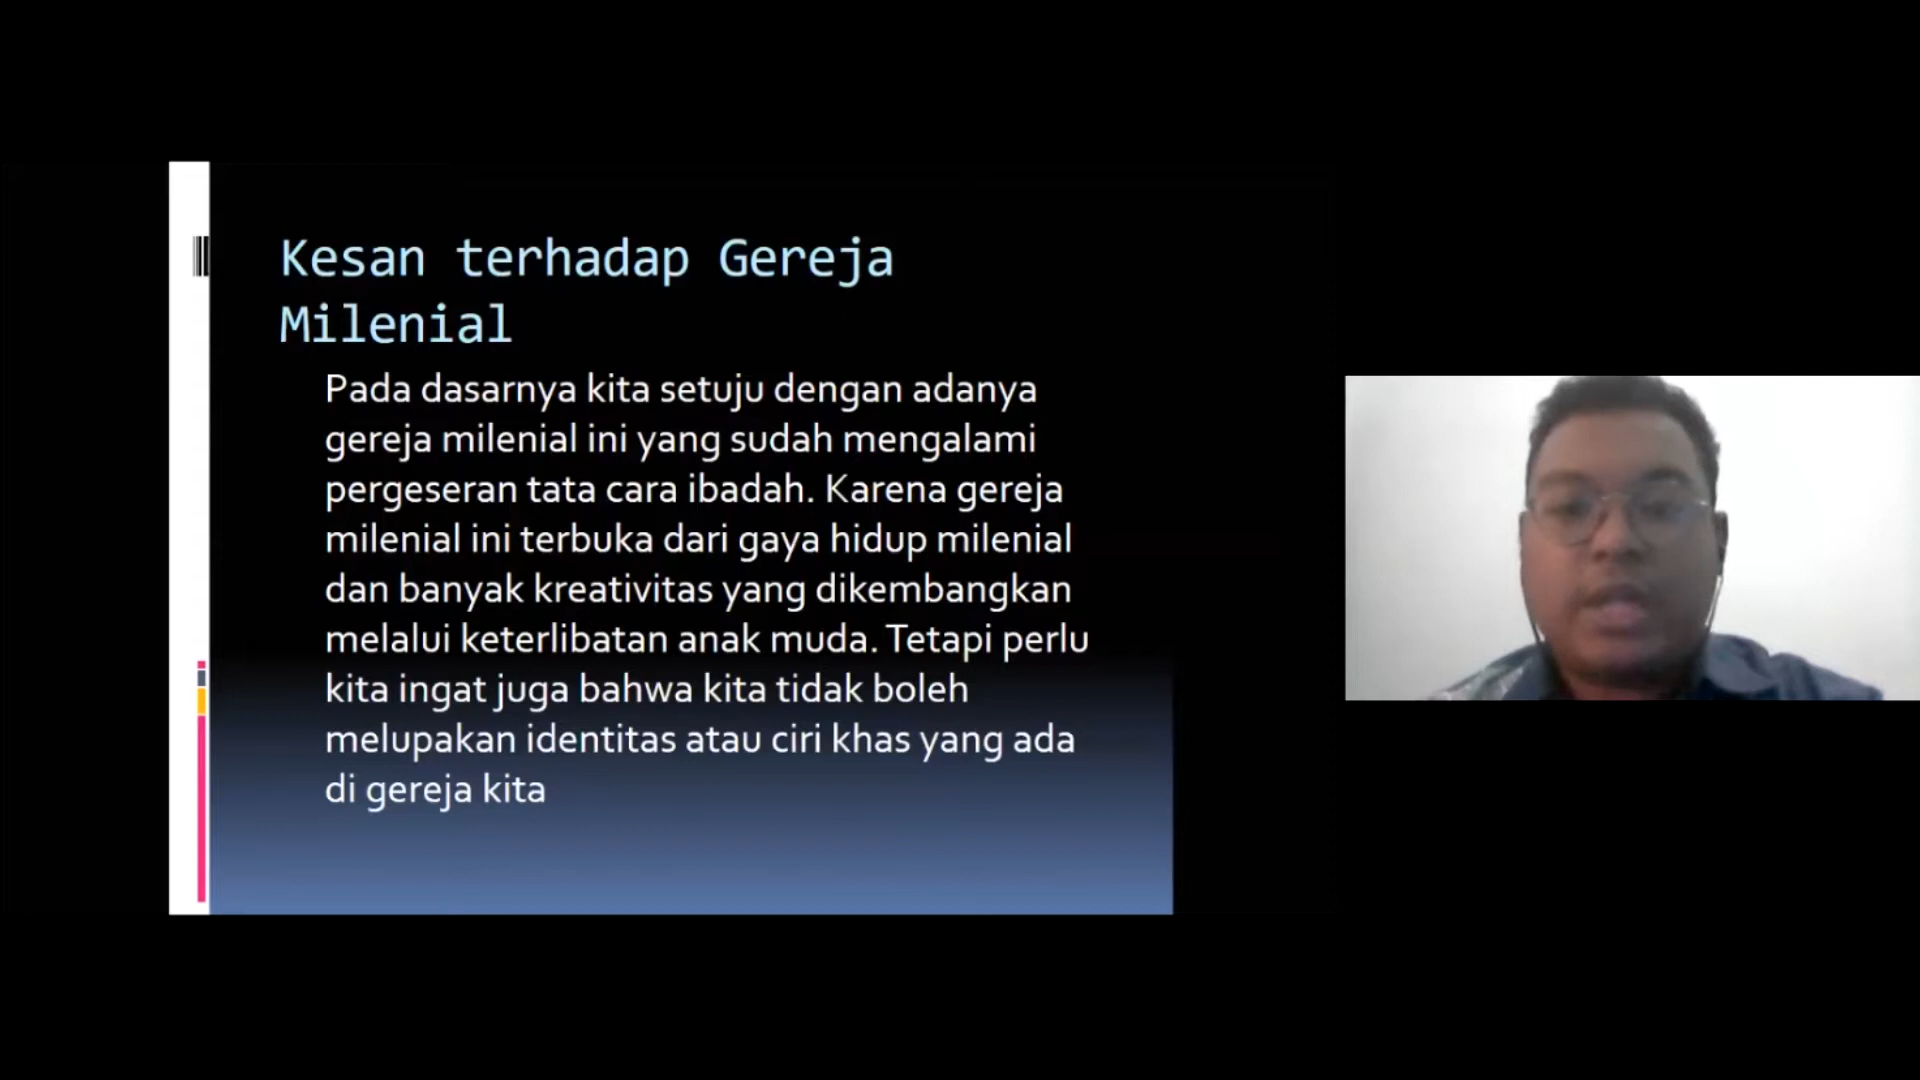 Kesan terhadap Gereja
Milenial
Pada dasarnya kita setuju dengan adanya
gereja milenial ini yang sudah mengalami
pergeseran tata cara ibadah. Karena gereja
milenial ini terbuka dari gaya hidup milenial
dan banyak kreativitas yang dikembangkan
melalui keterlibatan anak muda. Tetapi perlu
kita ingat juga bahwa kita tidak boleh
melupakan identitas atau ciri khas yang ada
di gereja kita